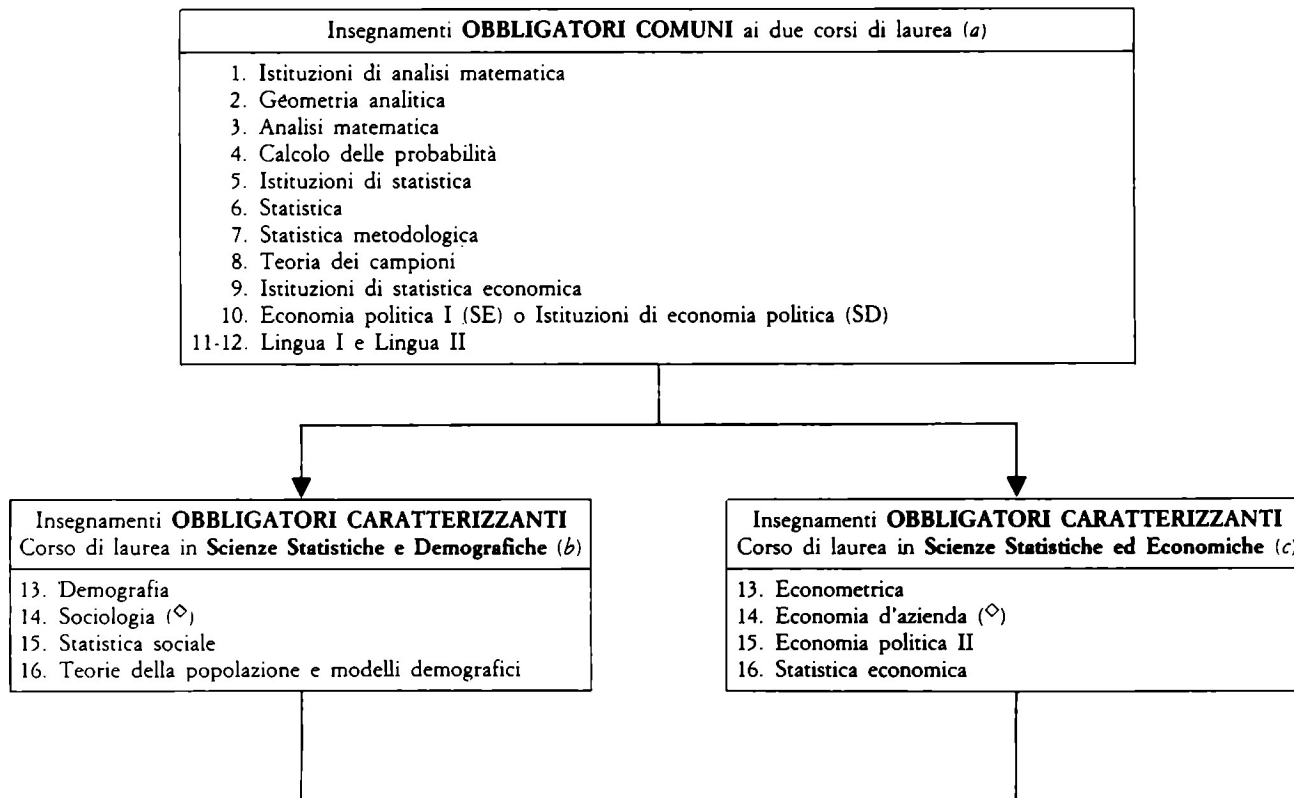 Insegnamenti OBBLIGATORI COMUNI ai due corsi di laurea (a)
1. Istituzioni di analisi matematica
2. Geometria analitica
3. Analisi matematica
4. Calcolo delle probabilità
5. Istituzioni di statistica
6. Statistica
7. Statistica metodologica
8. Teoria dei campioni
9. Istituzioni di statistica economica
10. Economia politica I (SE) o Istituzioni di economia politica (SD)
11-12. Lingua I e Lingua II
Insegnamenti OBBLIGATORI CARATTERIZZANTI
Corso di laurea in Scienze Statistiche e Demografiche (b)
13. Demografia
14. Sociologia (◇)
15. Statistica sociale
16. Teorie della popolazione e modelli demografici
Insegnamenti OBBLIGATORI CARATTERIZZANTI
Corso di laurea in Scienze Statistiche ed Economiche (c)
13. Econometrica
14. Economia d'azienda (◇)
15. Economia politica II
16. Statistica economica